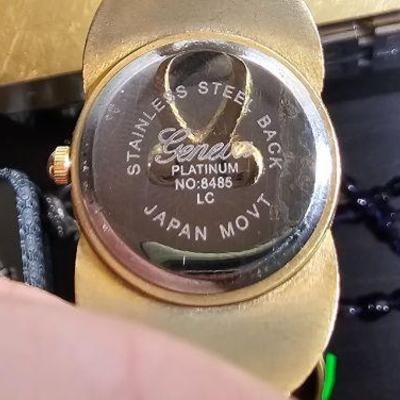 STAINLESS STEEL BACK
Geneva
PLATINUM
NO:8485
LC
JAPAN MOVT